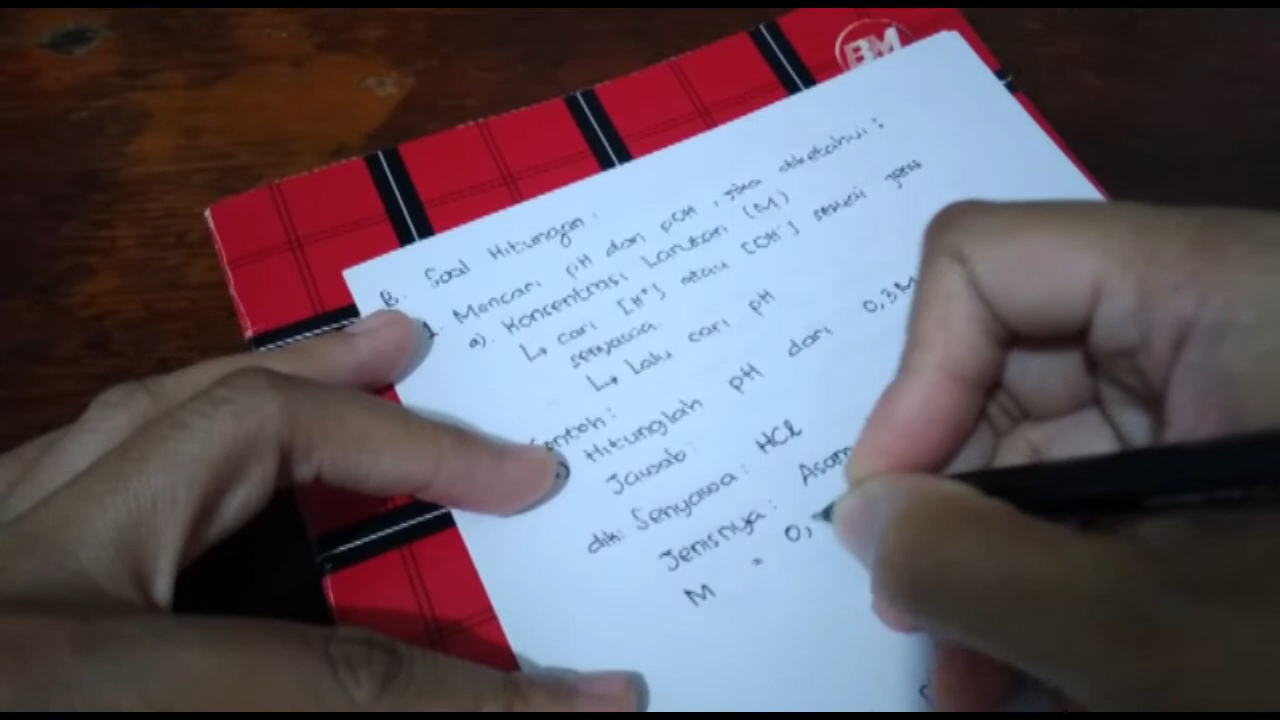 BM
B. Soal Hitungan.
1. Mencari pH dan pOH, jika diketahui :
a). Konsentrasi Larutan (M)
↳ cari [H⁺] atau [OH⁻] sesuai jenis
senyawa.
↳ Lalu cari pH
Contoh:
Hitunglah pH dari 0,3M
Jawab:
dik: Senyawa: HCl
Jenisnya: Asam
M = 0,